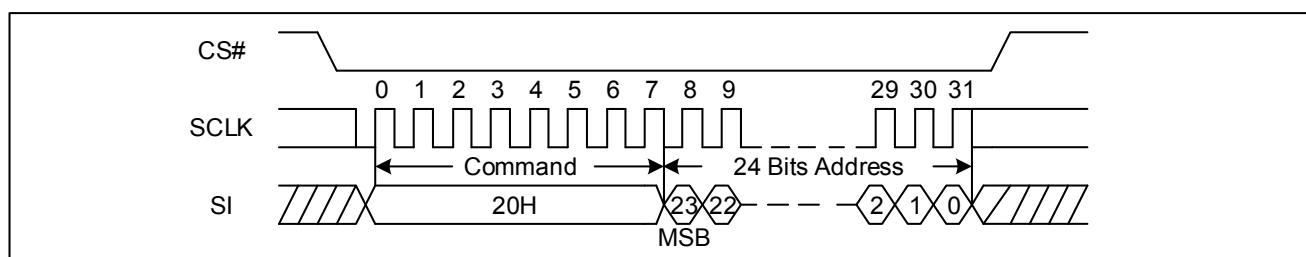 CS#
0 1 2 3 4 5 6 7 8 9 29 30 31
SCLK
Command 24 Bits Address
SI 20H 23 22 2 1 0
MSB